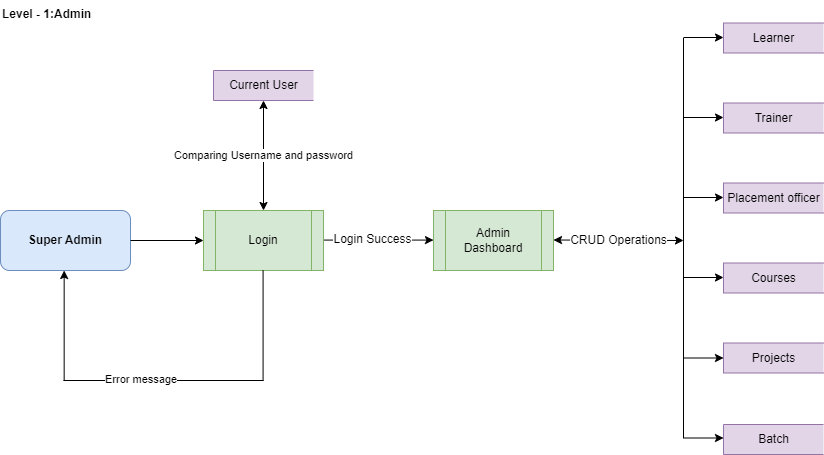 Level - 1:Admin
Learner
Current User
Trainer
Comparing Username and password
Placement officer
Super Admin
Login
Login Success
Admin
Dashboard
CRUD Operations
Courses
Projects
Error message
Batch